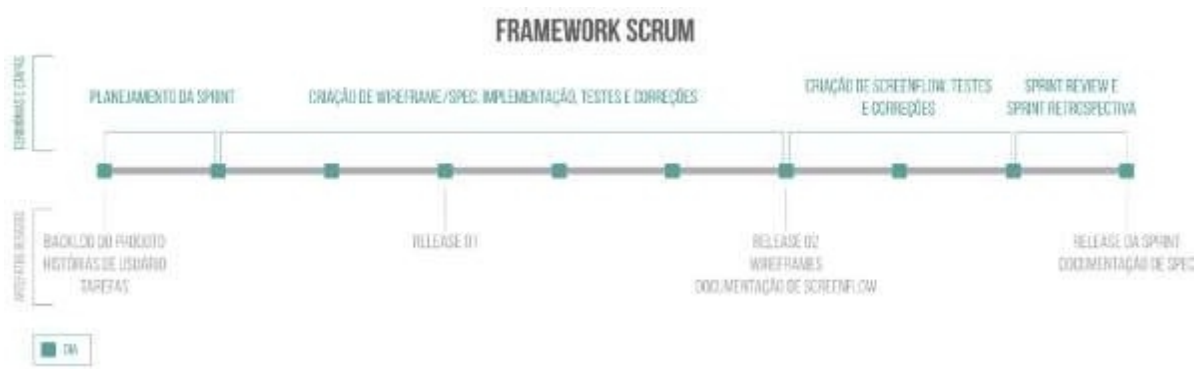 FRAMEWORK SCRUM
CERIMÔNIAS E ETAPAS
PLANEJAMENTO DA SPRINT
CRIAÇÃO DE WIREFRAME/SPEC, IMPLEMENTAÇÃO, TESTES E CORREÇÕES
CRIAÇÃO DE SCREENFLOW, TESTES
E CORREÇÕES
SPRINT REVIEW E
SPRINT RETROSPECTIVA
ARTEFATOS GERADOS
BACKLOG DO PRODUTO
HISTÓRIAS DE USUÁRIO
TAREFAS
RELEASE 01
RELEASE 02
WIREFRAMES
DOCUMENTAÇÃO DE SCREENFLOW
RELEASE DA SPRINT
DOCUMENTAÇÃO DE SPEC
DIA